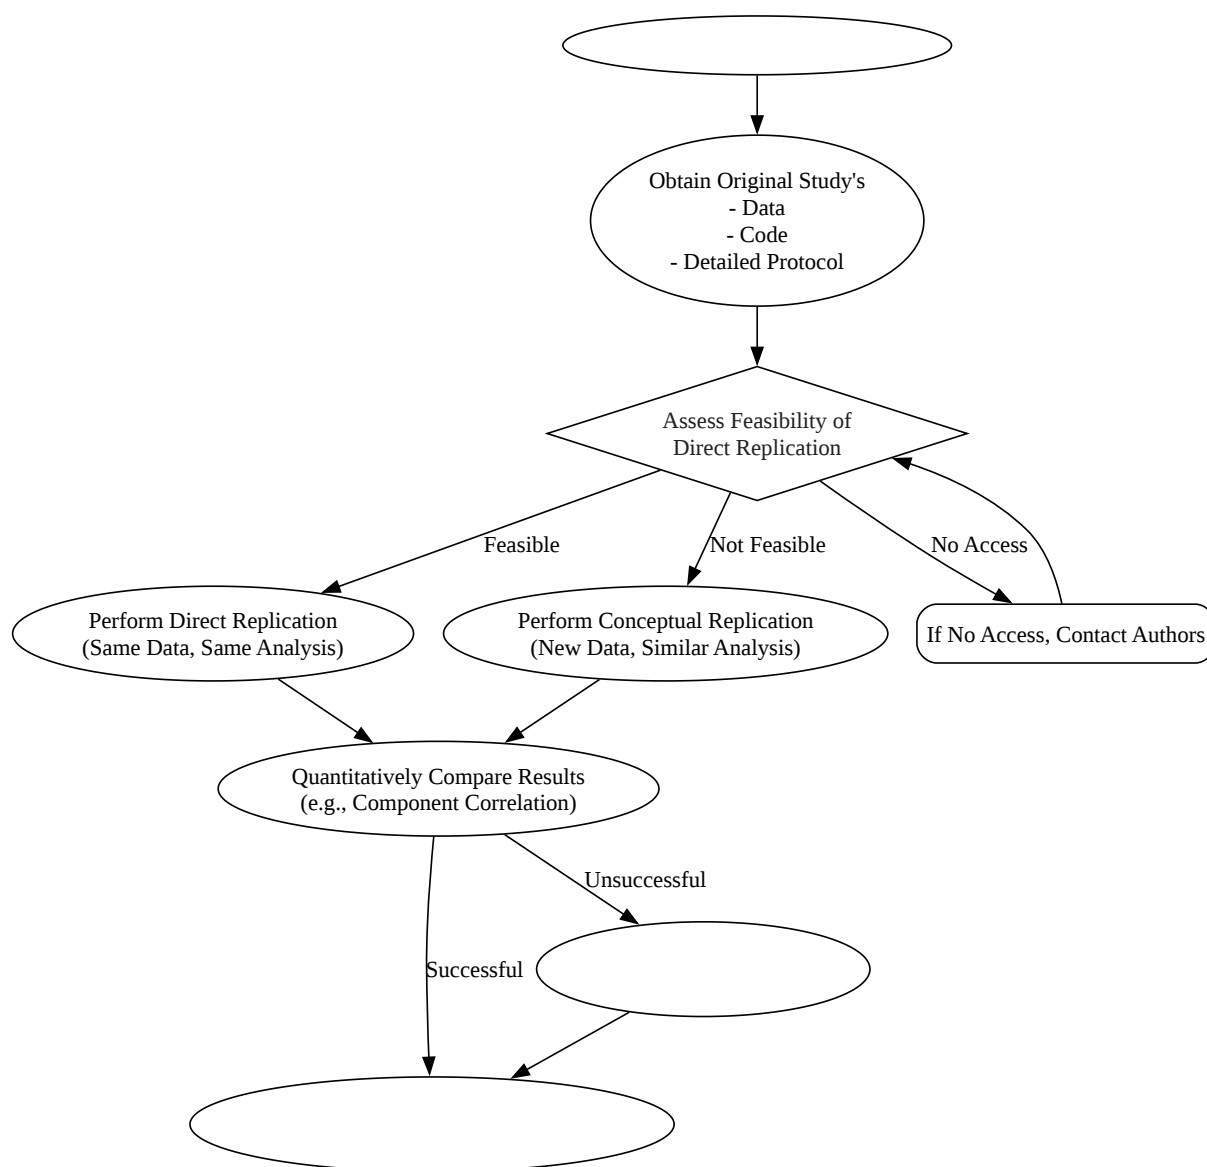 Obtain Original Study's
- Data
- Code
- Detailed Protocol
Assess Feasibility of
Direct Replication
Feasible
Not Feasible
No Access
Perform Direct Replication
(Same Data, Same Analysis)
Perform Conceptual Replication
(New Data, Similar Analysis)
If No Access, Contact Authors
Quantitatively Compare Results
(e.g., Component Correlation)
Unsuccessful
Successful